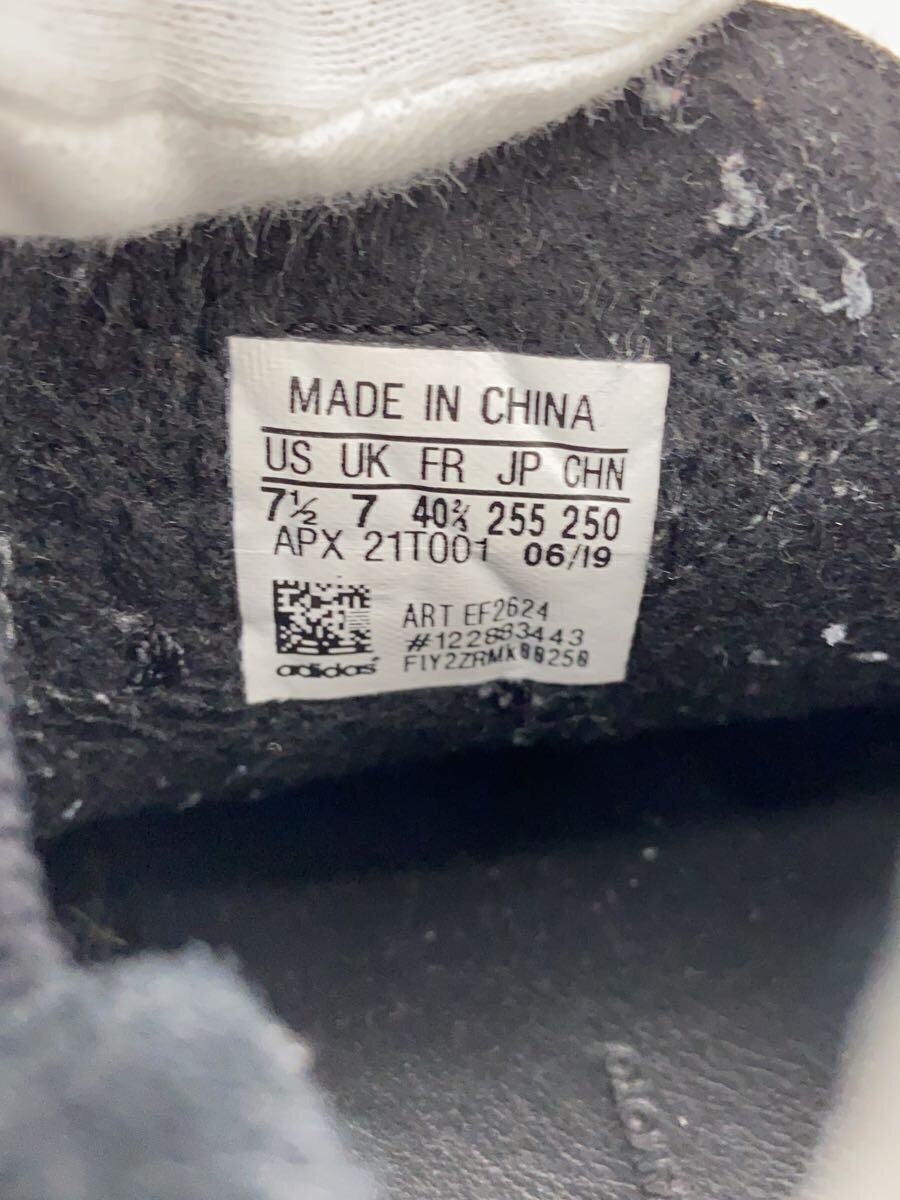 MADE IN CHINA
US UK FR JP CHN
7½ 7 40⅔ 255 250
APX 21T001 06/19
ART EF2624
#122883443
adidas